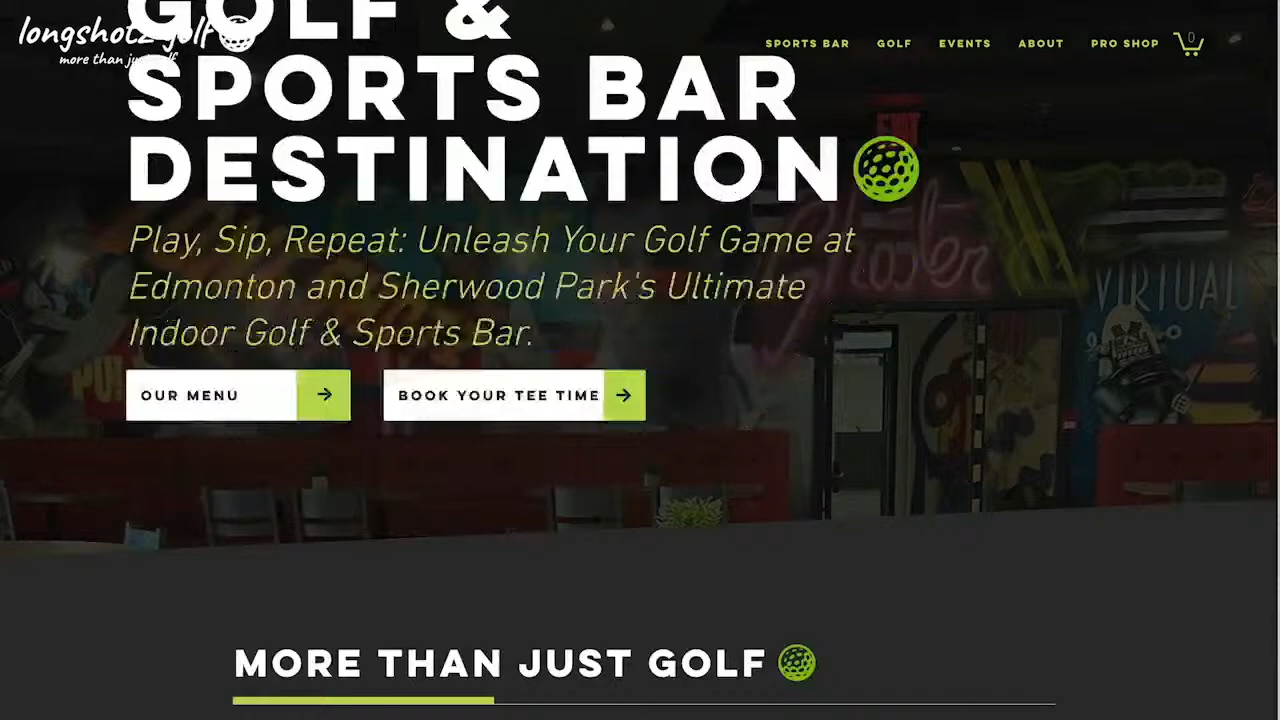 longshotz golf
more than just golf
SPORTS BAR
GOLF
EVENTS
ABOUT
PRO SHOP
0
GOLF &
SPORTS BAR
DESTINATION
Play, Sip, Repeat: Unleash Your Golf Game at
Edmonton and Sherwood Park's Ultimate
Indoor Golf & Sports Bar.
EXIT
VIRTUAL
OUR MENU
BOOK YOUR TEE TIME
MORE THAN JUST GOLF